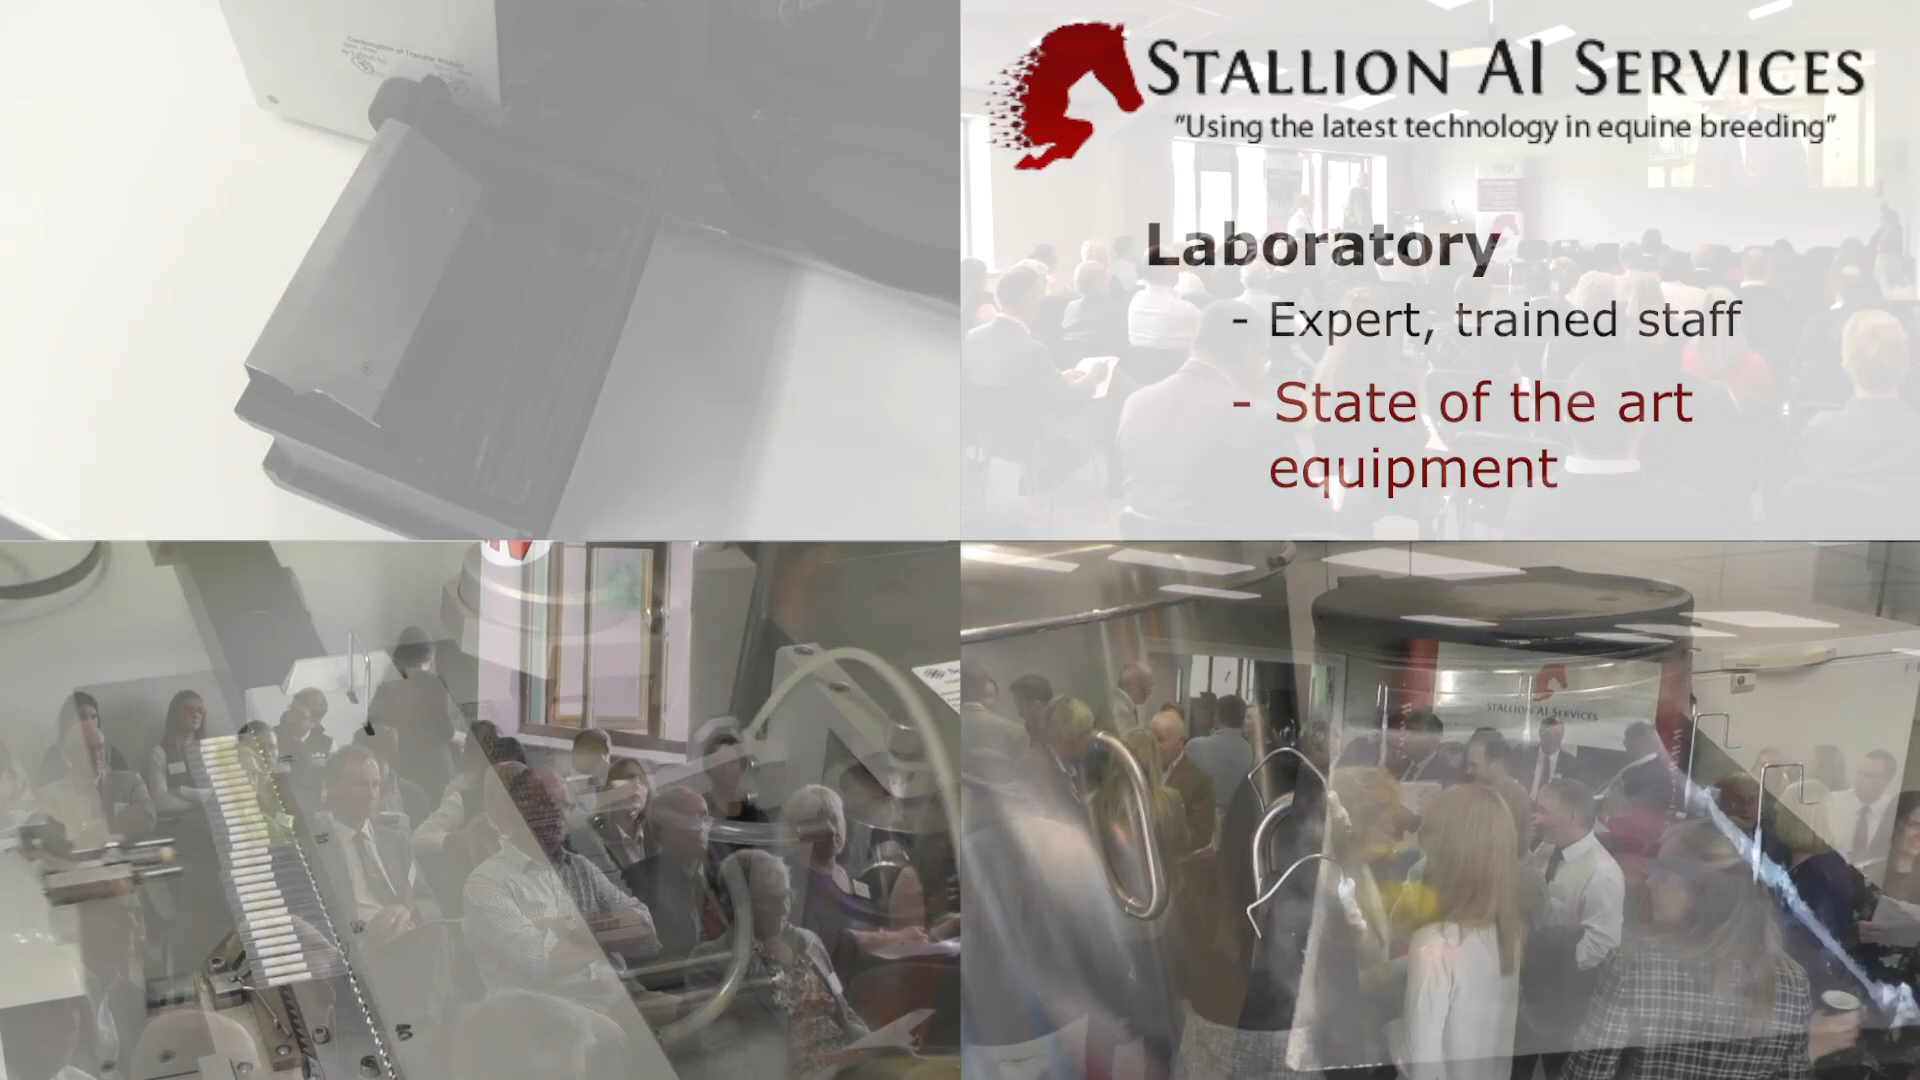 STALLION AI SERVICES
"Using the latest technology in equine breeding"
Laboratory
- Expert, trained staff
- State of the art
equipment
STALLION AI SERVICES